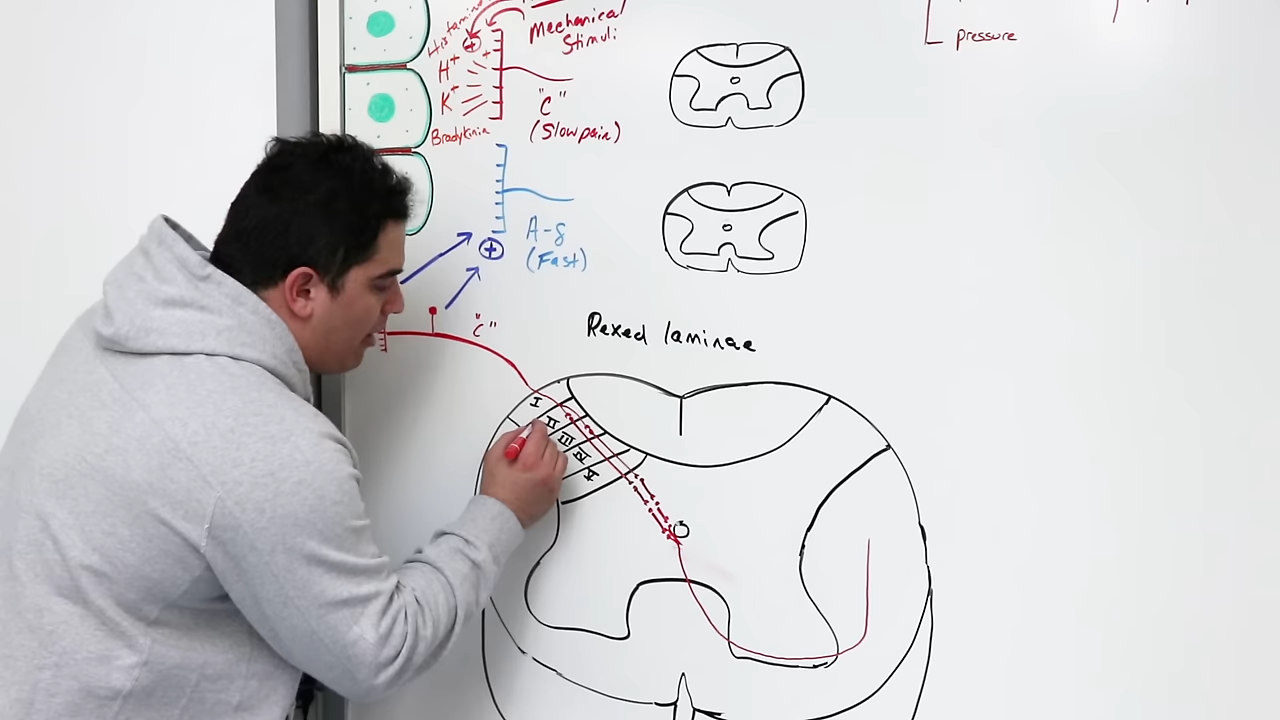 Histamine
H+
K+
Bradykinin
Mechanical
Stimuli
"C"
(Slow pain)
A-δ
(Fast)
pressure
"C"
Rexed laminae
I
II
III
IV
V